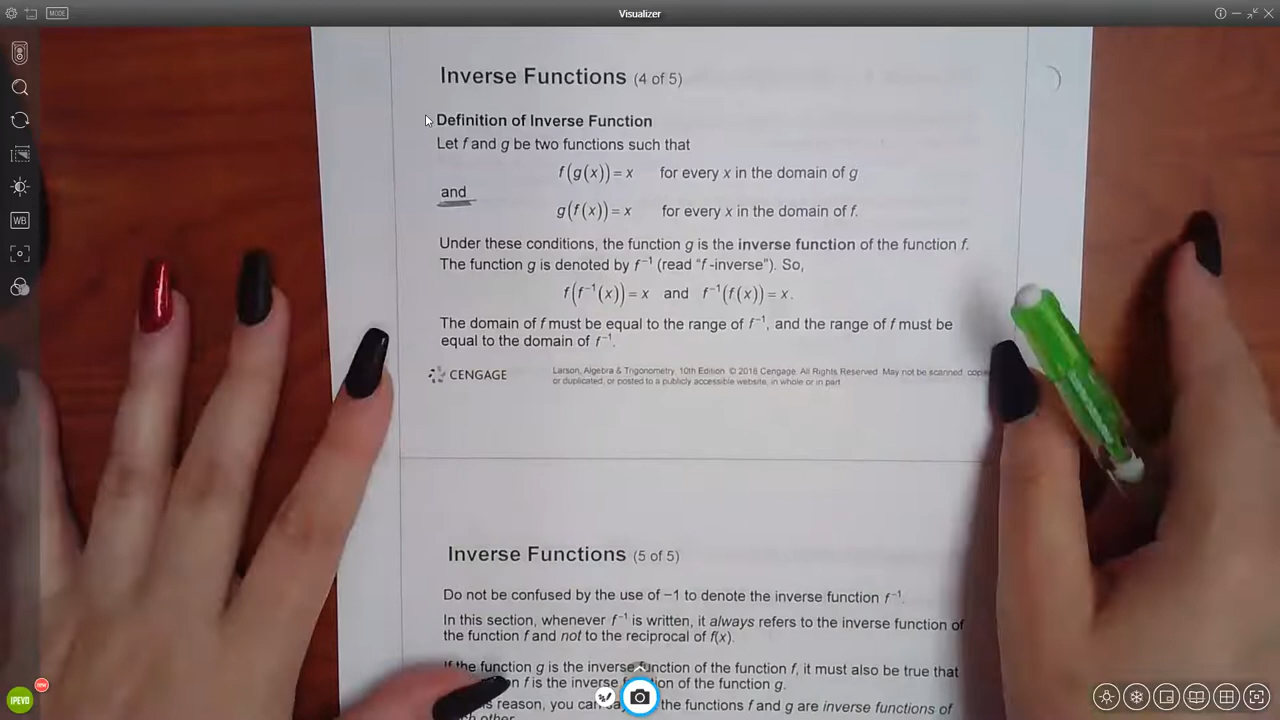 MODE
Visualizer
WB
Inverse Functions (4 of 5)
Definition of Inverse Function
Let f and g be two functions such that
f(g(x)) = x for every x in the domain of g
and
g(f(x)) = x for every x in the domain of f.
Under these conditions, the function g is the inverse function of the function f.
The function g is denoted by f⁻¹ (read "f -inverse"). So,
f(f⁻¹(x)) = x and f⁻¹(f(x)) = x.
The domain of f must be equal to the range of f⁻¹, and the range of f must be
equal to the domain of f⁻¹.
CENGAGE
Larson, Algebra & Trigonometry, 10th Edition. © 2018 Cengage. All Rights Reserved. May not be scanned,
or duplicated, or posted to a publicly accessible website, in whole or in part.
Inverse Functions (5 of 5)
Do not be confused by the use of −1 to denote the inverse function f⁻¹.
In this section, whenever f⁻¹ is written, it always refers to the inverse function of
the function f and not to the reciprocal of f(x).
If the function g is the inverse function of the function f, it must also be true that
f is the inverse function of the function g.
reason, you can say the functions f and g are inverse functions of
each other.
IPEVO
New